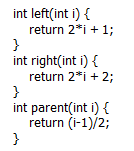 int left(int i) {
    return 2*i + 1;
}
int right(int i) {
    return 2*i + 2;
}
int parent(int i) {
    return (i-1)/2;
}